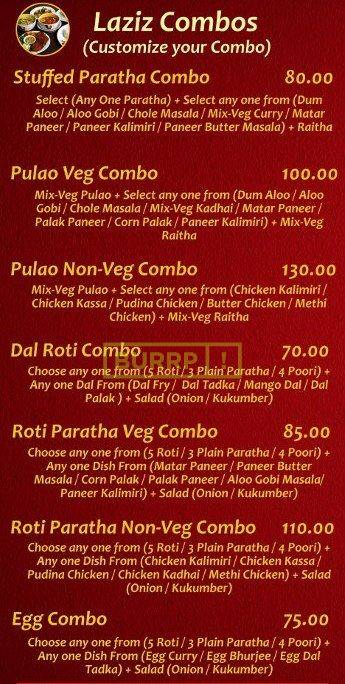 Laziz Combos
(Customize your Combo)
Stuffed Paratha Combo 80.00
Select (Any One Paratha) + Select any one from (Dum
Aloo / Aloo Gobi / Chole Masala / Mix-Veg Curry / Matar
Paneer / Paneer Kalimiri / Paneer Butter Masala) + Raitha
Pulao Veg Combo 100.00
Mix-Veg Pulao + Select any one from (Dum Aloo / Aloo
Gobi / Chole Masala / Mix-Veg Kadhai / Matar Paneer /
Palak Paneer / Corn Palak / Paneer Kalimiri) + Mix-Veg
Raitha
Pulao Non-Veg Combo 130.00
Mix-Veg Pulao + Select any one from (Chicken Kalimiri /
Chicken Kassa / Pudina Chicken / Butter Chicken / Methi
Chicken) + Mix-Veg Raitha
Dal Roti Combo 70.00
BURRP!
Choose any one from (5 Roti / 3 Plain Paratha / 4 Poori) +
Any one Dal From (Dal Fry / Dal Tadka / Mango Dal / Dal
Palak ) + Salad (Onion / Kukumber)
Roti Paratha Veg Combo 85.00
Choose any one from (5 Roti / 3 Plain Paratha / 4 Poori) +
Any one Dish From (Matar Paneer / Paneer Butter
Masala / Corn Palak / Palak Paneer / Aloo Gobi Masala/
Paneer Kalimiri) + Salad (Onion / Kukumber)
Roti Paratha Non-Veg Combo 110.00
Choose any one from (5 Roti / 3 Plain Paratha / 4 Poori) +
Any one Dish From (Chicken Kalimiri / Chicken Kassa /
Pudina Chicken / Chicken Kadhai / Methi Chicken) + Salad
(Onion / Kukumber)
Egg Combo 75.00
Choose any one from (5 Roti / 3 Plain Paratha / 4 Poori) +
Any one Dish From (Egg Curry / Egg Bhurjee / Egg Dal
Tadka) + Salad (Onion / Kukumber)